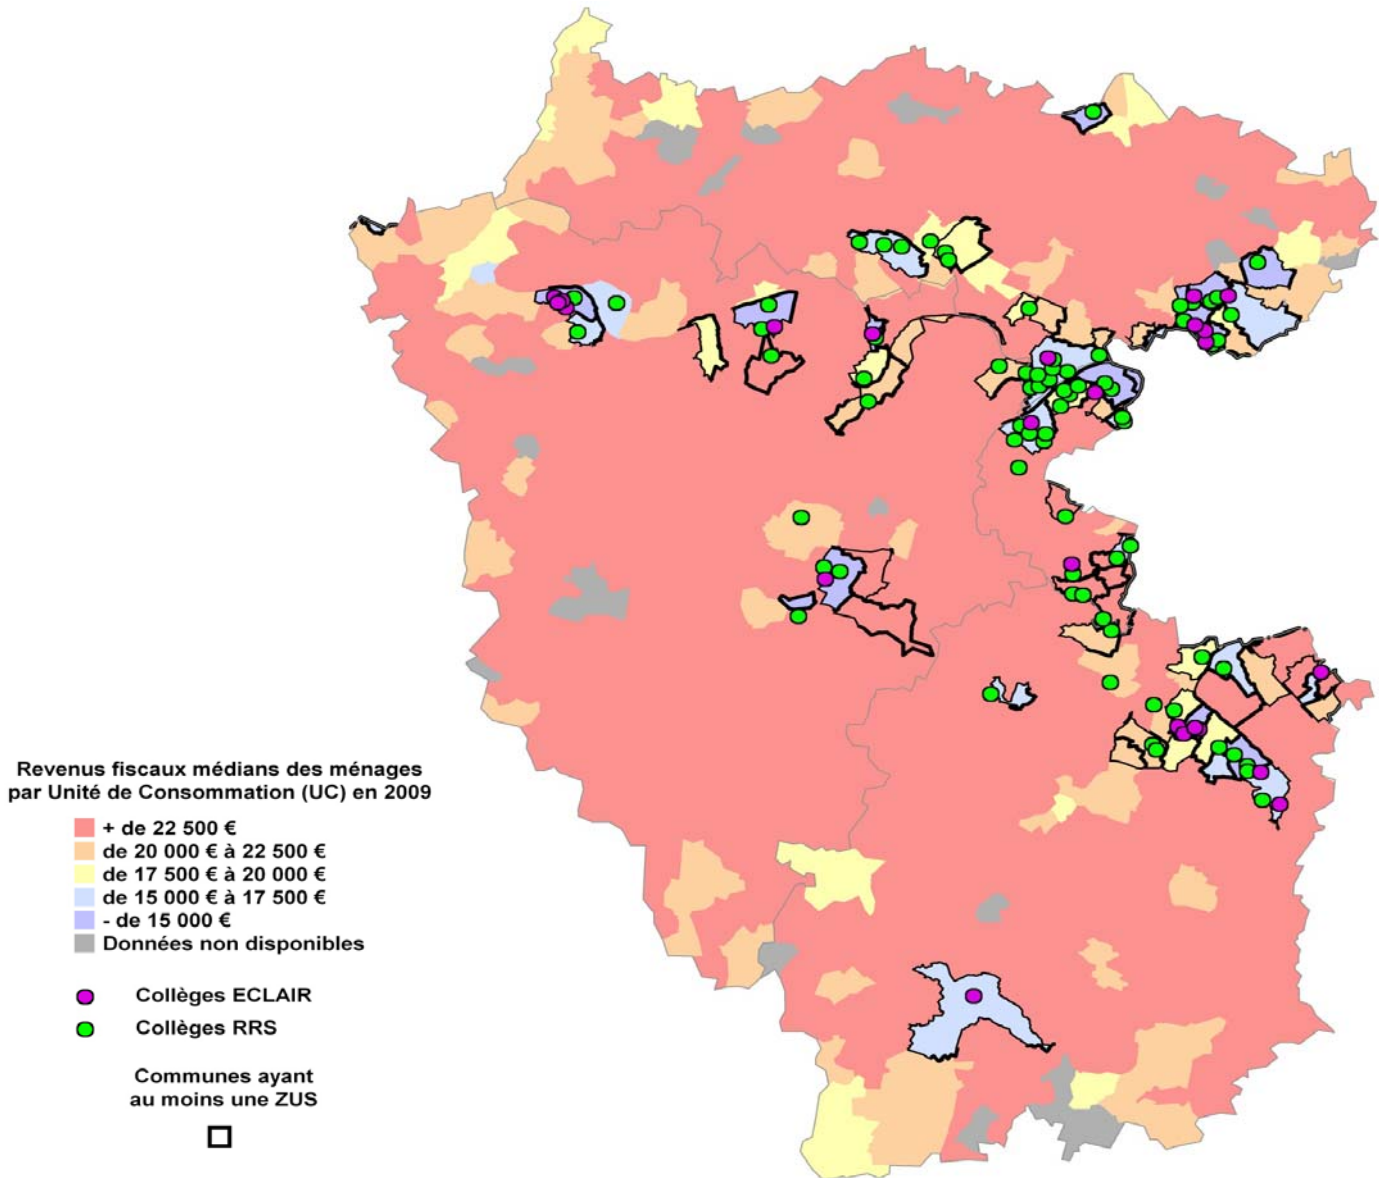 Revenus fiscaux médians des ménages
par Unité de Consommation (UC) en 2009
+ de 22 500 €
de 20 000 € à 22 500 €
de 17 500 € à 20 000 €
de 15 000 € à 17 500 €
- de 15 000 €
Données non disponibles
Collèges ECLAIR
Collèges RRS
Communes ayant
au moins une ZUS